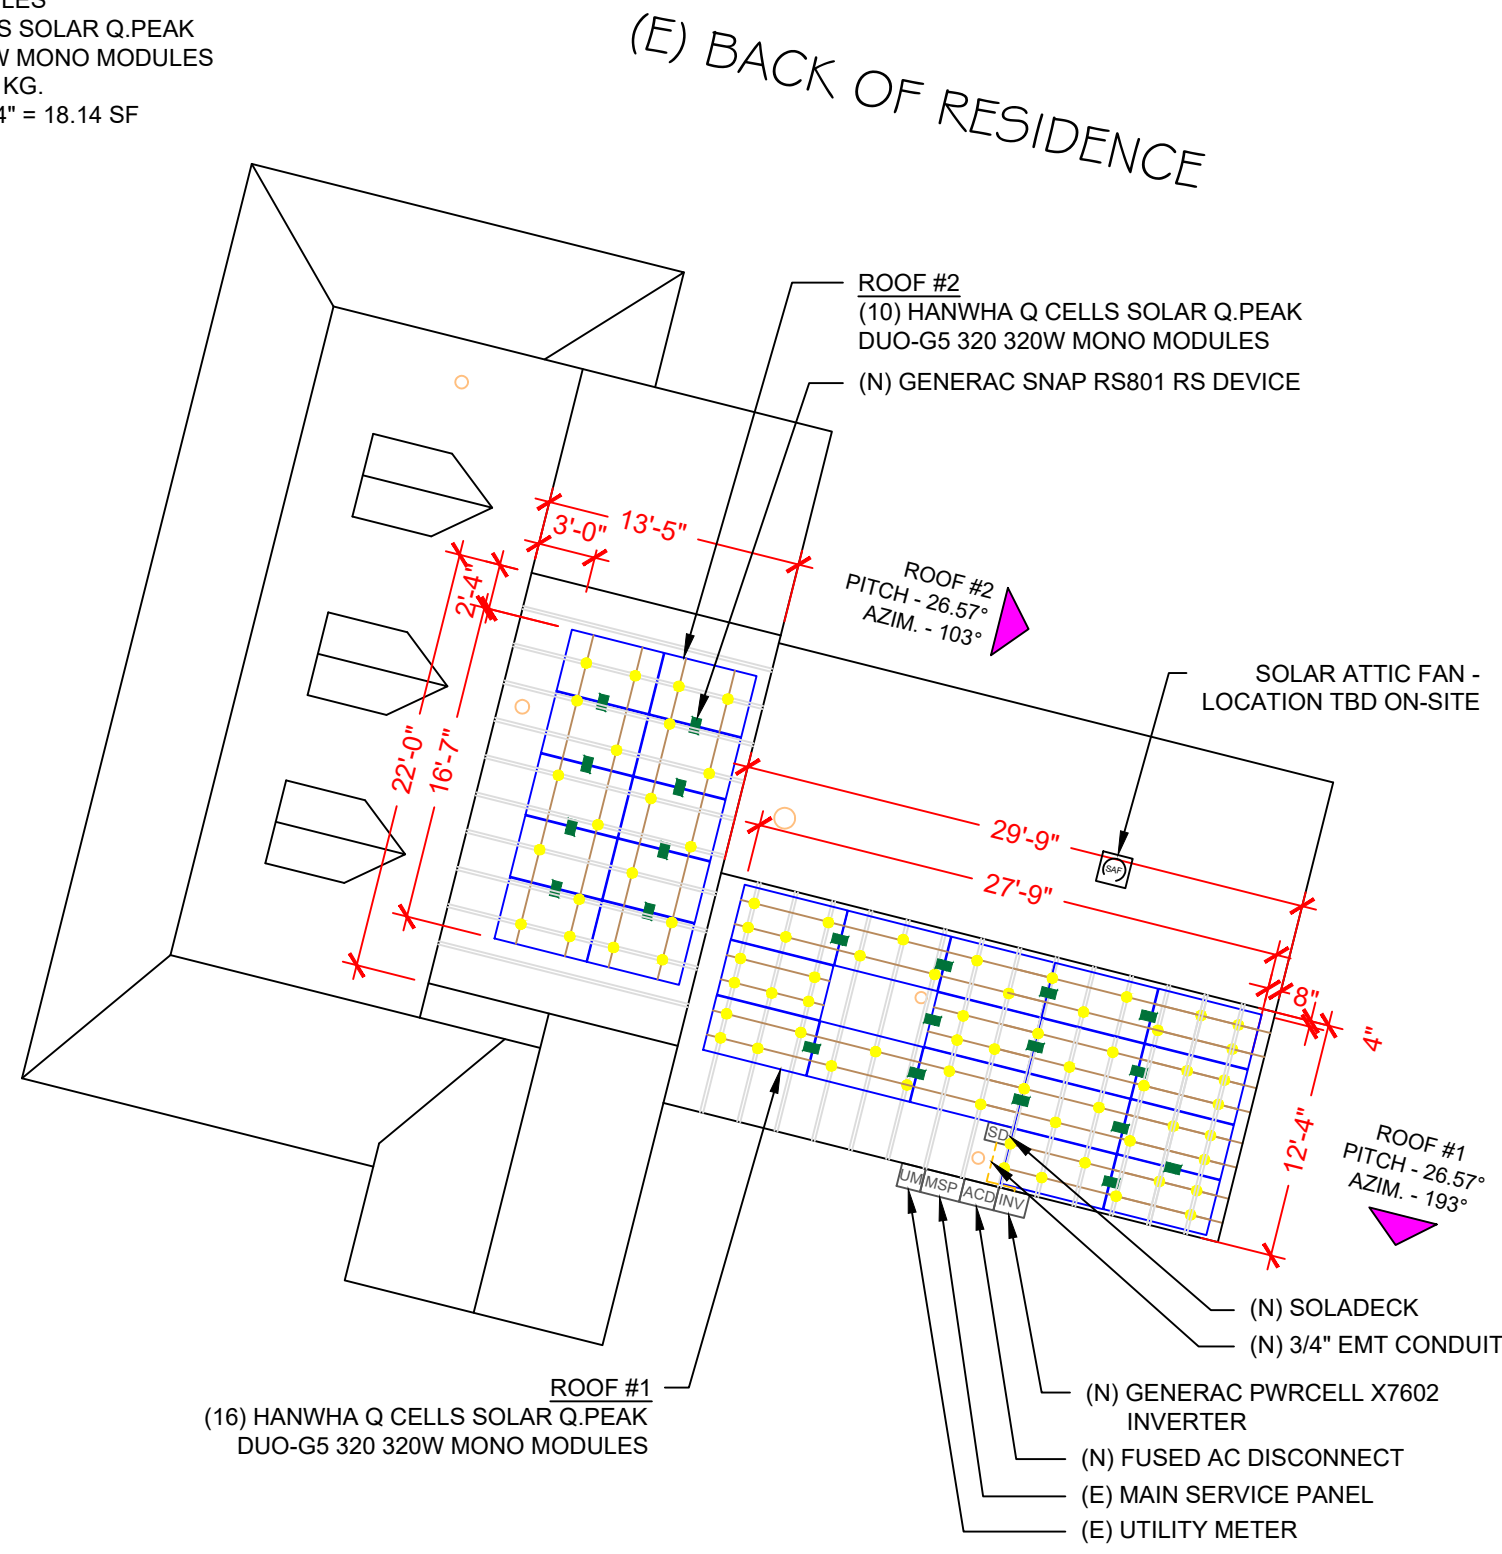 S SOLAR Q.PEAK
W MONO MODULES
KG.
4" = 18.14 SF
(E) BACK OF RESIDENCE
ROOF #2
(10) HANWHA Q CELLS SOLAR Q.PEAK
DUO-G5 320 320W MONO MODULES
(N) GENERAC SNAP RS801 RS DEVICE
13'-5"
3'-0"
2'-4"
ROOF #2
PITCH - 26.57°
AZIM. - 103°
SOLAR ATTIC FAN -
LOCATION TBD ON-SITE
22'-0"
16'-7"
29'-9"
27'-9"
SAF
8"
4"
12'-4"
ROOF #1
PITCH - 26.57°
AZIM. - 193°
SD
UM MSP ACD INV
(N) SOLADECK
(N) 3/4" EMT CONDUIT
ROOF #1
(16) HANWHA Q CELLS SOLAR Q.PEAK
DUO-G5 320 320W MONO MODULES
(N) GENERAC PWRCELL X7602
INVERTER
(N) FUSED AC DISCONNECT
(E) MAIN SERVICE PANEL
(E) UTILITY METER